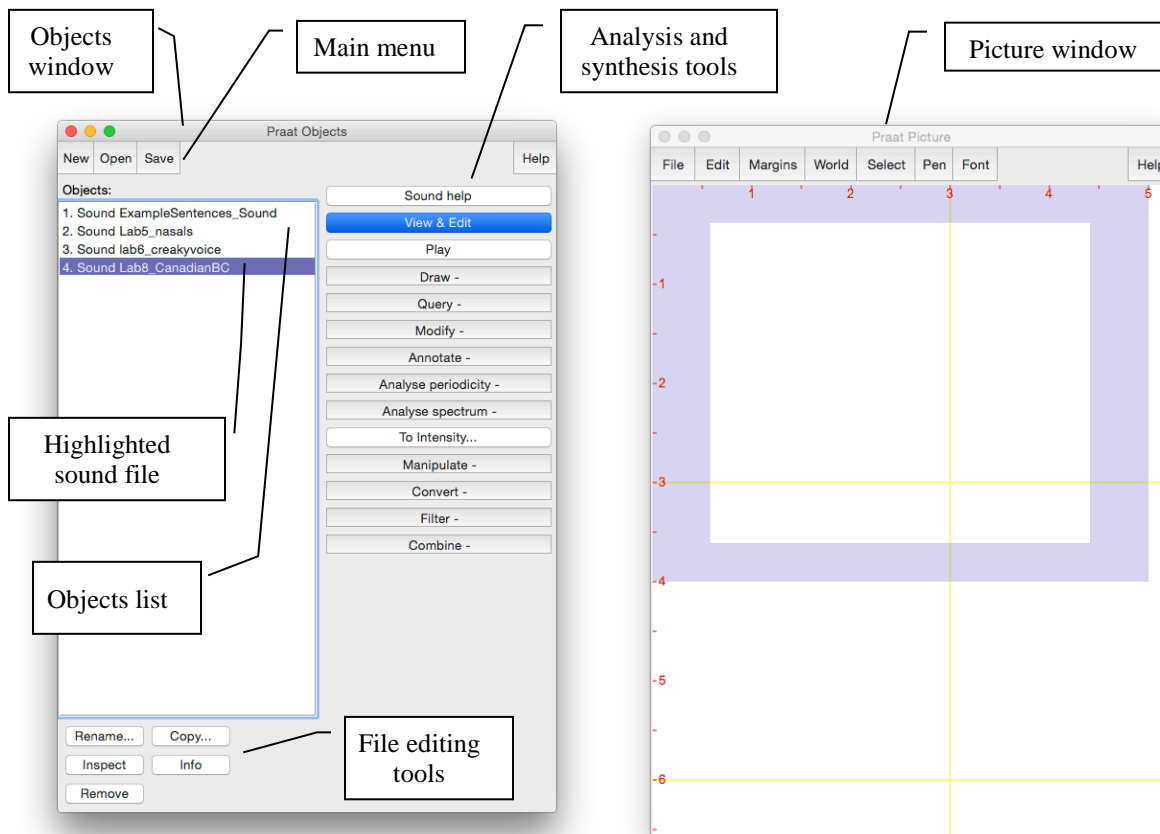 Objects
window
Main menu
Analysis and
synthesis tools
Picture window
Praat Objects
New Open Save Help
Objects:
1. Sound ExampleSentences_Sound
2. Sound Lab5_nasals
3. Sound lab6_creakyvoice
4. Sound Lab8_CanadianBC
Sound help
View & Edit
Play
Draw -
Query -
Modify -
Annotate -
Analyse periodicity -
Analyse spectrum -
To Intensity...
Manipulate -
Convert -
Filter -
Combine -
Highlighted
sound file
Objects list
Rename... Copy...
Inspect Info
Remove
File editing
tools
Praat Picture
File Edit Margins World Select Pen Font Help
1 2 3 4 5
1
2
3
4
5
6